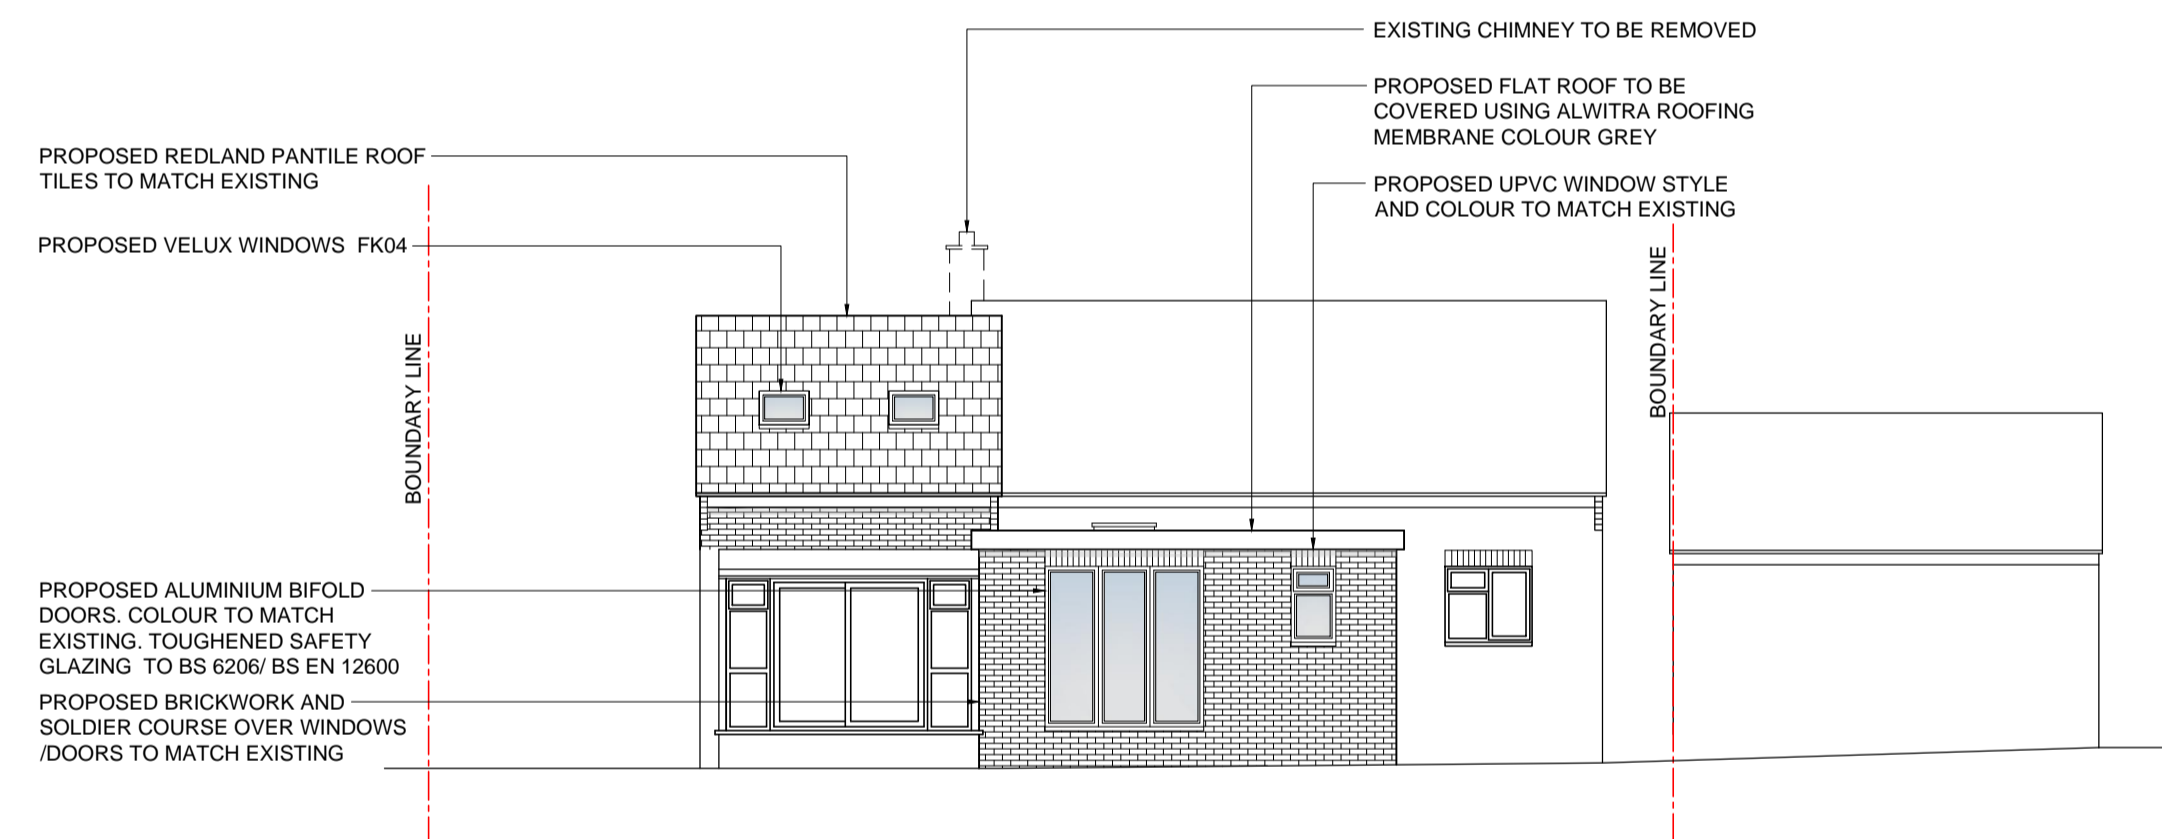 EXISTING CHIMNEY TO BE REMOVED
PROPOSED FLAT ROOF TO BE
COVERED USING ALWITRA ROOFING
MEMBRANE COLOUR GREY
PROPOSED REDLAND PANTILE ROOF
TILES TO MATCH EXISTING
PROPOSED UPVC WINDOW STYLE
AND COLOUR TO MATCH EXISTING
PROPOSED VELUX WINDOWS  FK04
BOUNDARY LINE
BOUNDARY LINE
PROPOSED ALUMINIUM BIFOLD
DOORS. COLOUR TO MATCH
EXISTING. TOUGHENED SAFETY
GLAZING  TO BS 6206/ BS EN 12600
PROPOSED BRICKWORK AND
SOLDIER COURSE OVER WINDOWS
/DOORS TO MATCH EXISTING